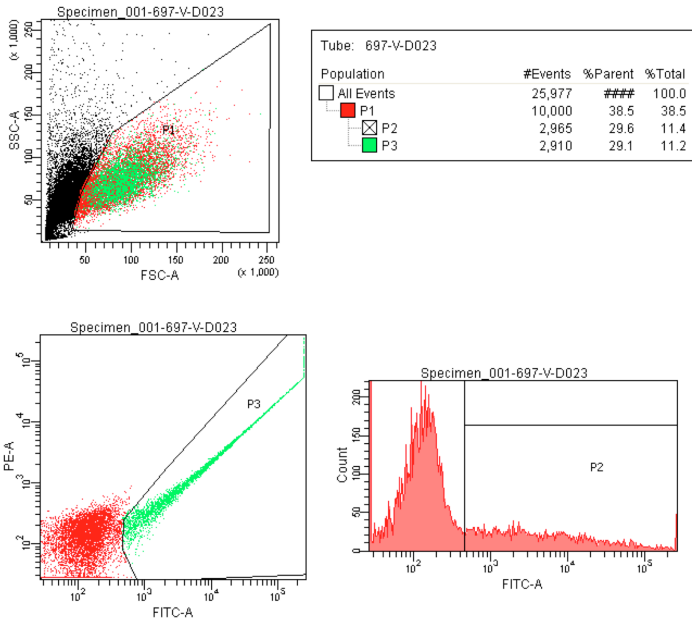 Specimen_001-697-V-D023
(x 1,000)
250
200
150
100
50
SSC-A
P1
50 100 150 200 250
FSC-A
(x 1,000)
Tube: 697-V-D023
Population #Events %Parent %Total
All Events 25,977 #### 100.0
P1 10,000 38.5 38.5
P2 2,965 29.6 11.4
P3 2,910 29.1 11.2
Specimen_001-697-V-D023
10^5
10^4
10^3
10^2
PE-A
P3
10^2 10^3 10^4 10^5
FITC-A
Specimen_001-697-V-D023
200
150
100
50
0
Count
P2
10^2 10^3 10^4 10^5
FITC-A